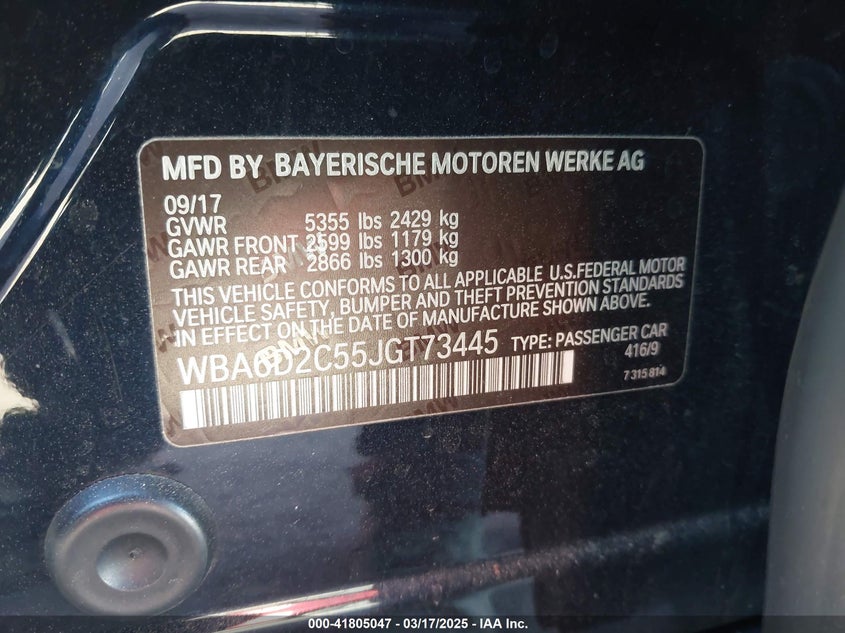 MFD BY BAYERISCHE MOTOREN WERKE AG
09/17
GVWR 5355 lbs 2429 kg
GAWR FRONT 2599 lbs 1179 kg
GAWR REAR 2866 lbs 1300 kg
THIS VEHICLE CONFORMS TO ALL APPLICABLE U.S.FEDERAL MOTOR
VEHICLE SAFETY, BUMPER AND THEFT PREVENTION STANDARDS
IN EFFECT ON THE DATE OF MANUFACTURE SHOWN ABOVE.
WBA6D2C55JGT73445 TYPE: PASSENGER CAR
416/9
7 315 814
000-41805047 — 03/17/2025 — IAA Inc.